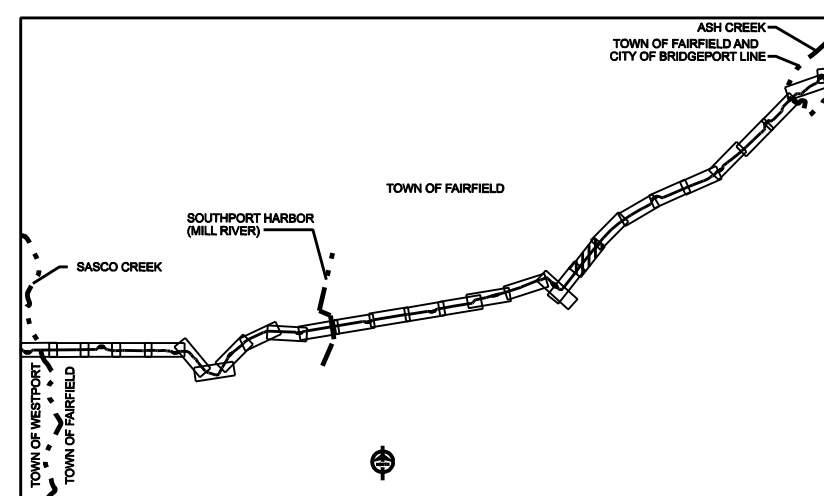 ASH CREEK
TOWN OF FAIRFIELD AND
CITY OF BRIDGEPORT LINE
TOWN OF FAIRFIELD
SOUTHPORT HARBOR
(MILL RIVER)
SASCO CREEK
TOWN OF WESTPORT
TOWN OF FAIRFIELD